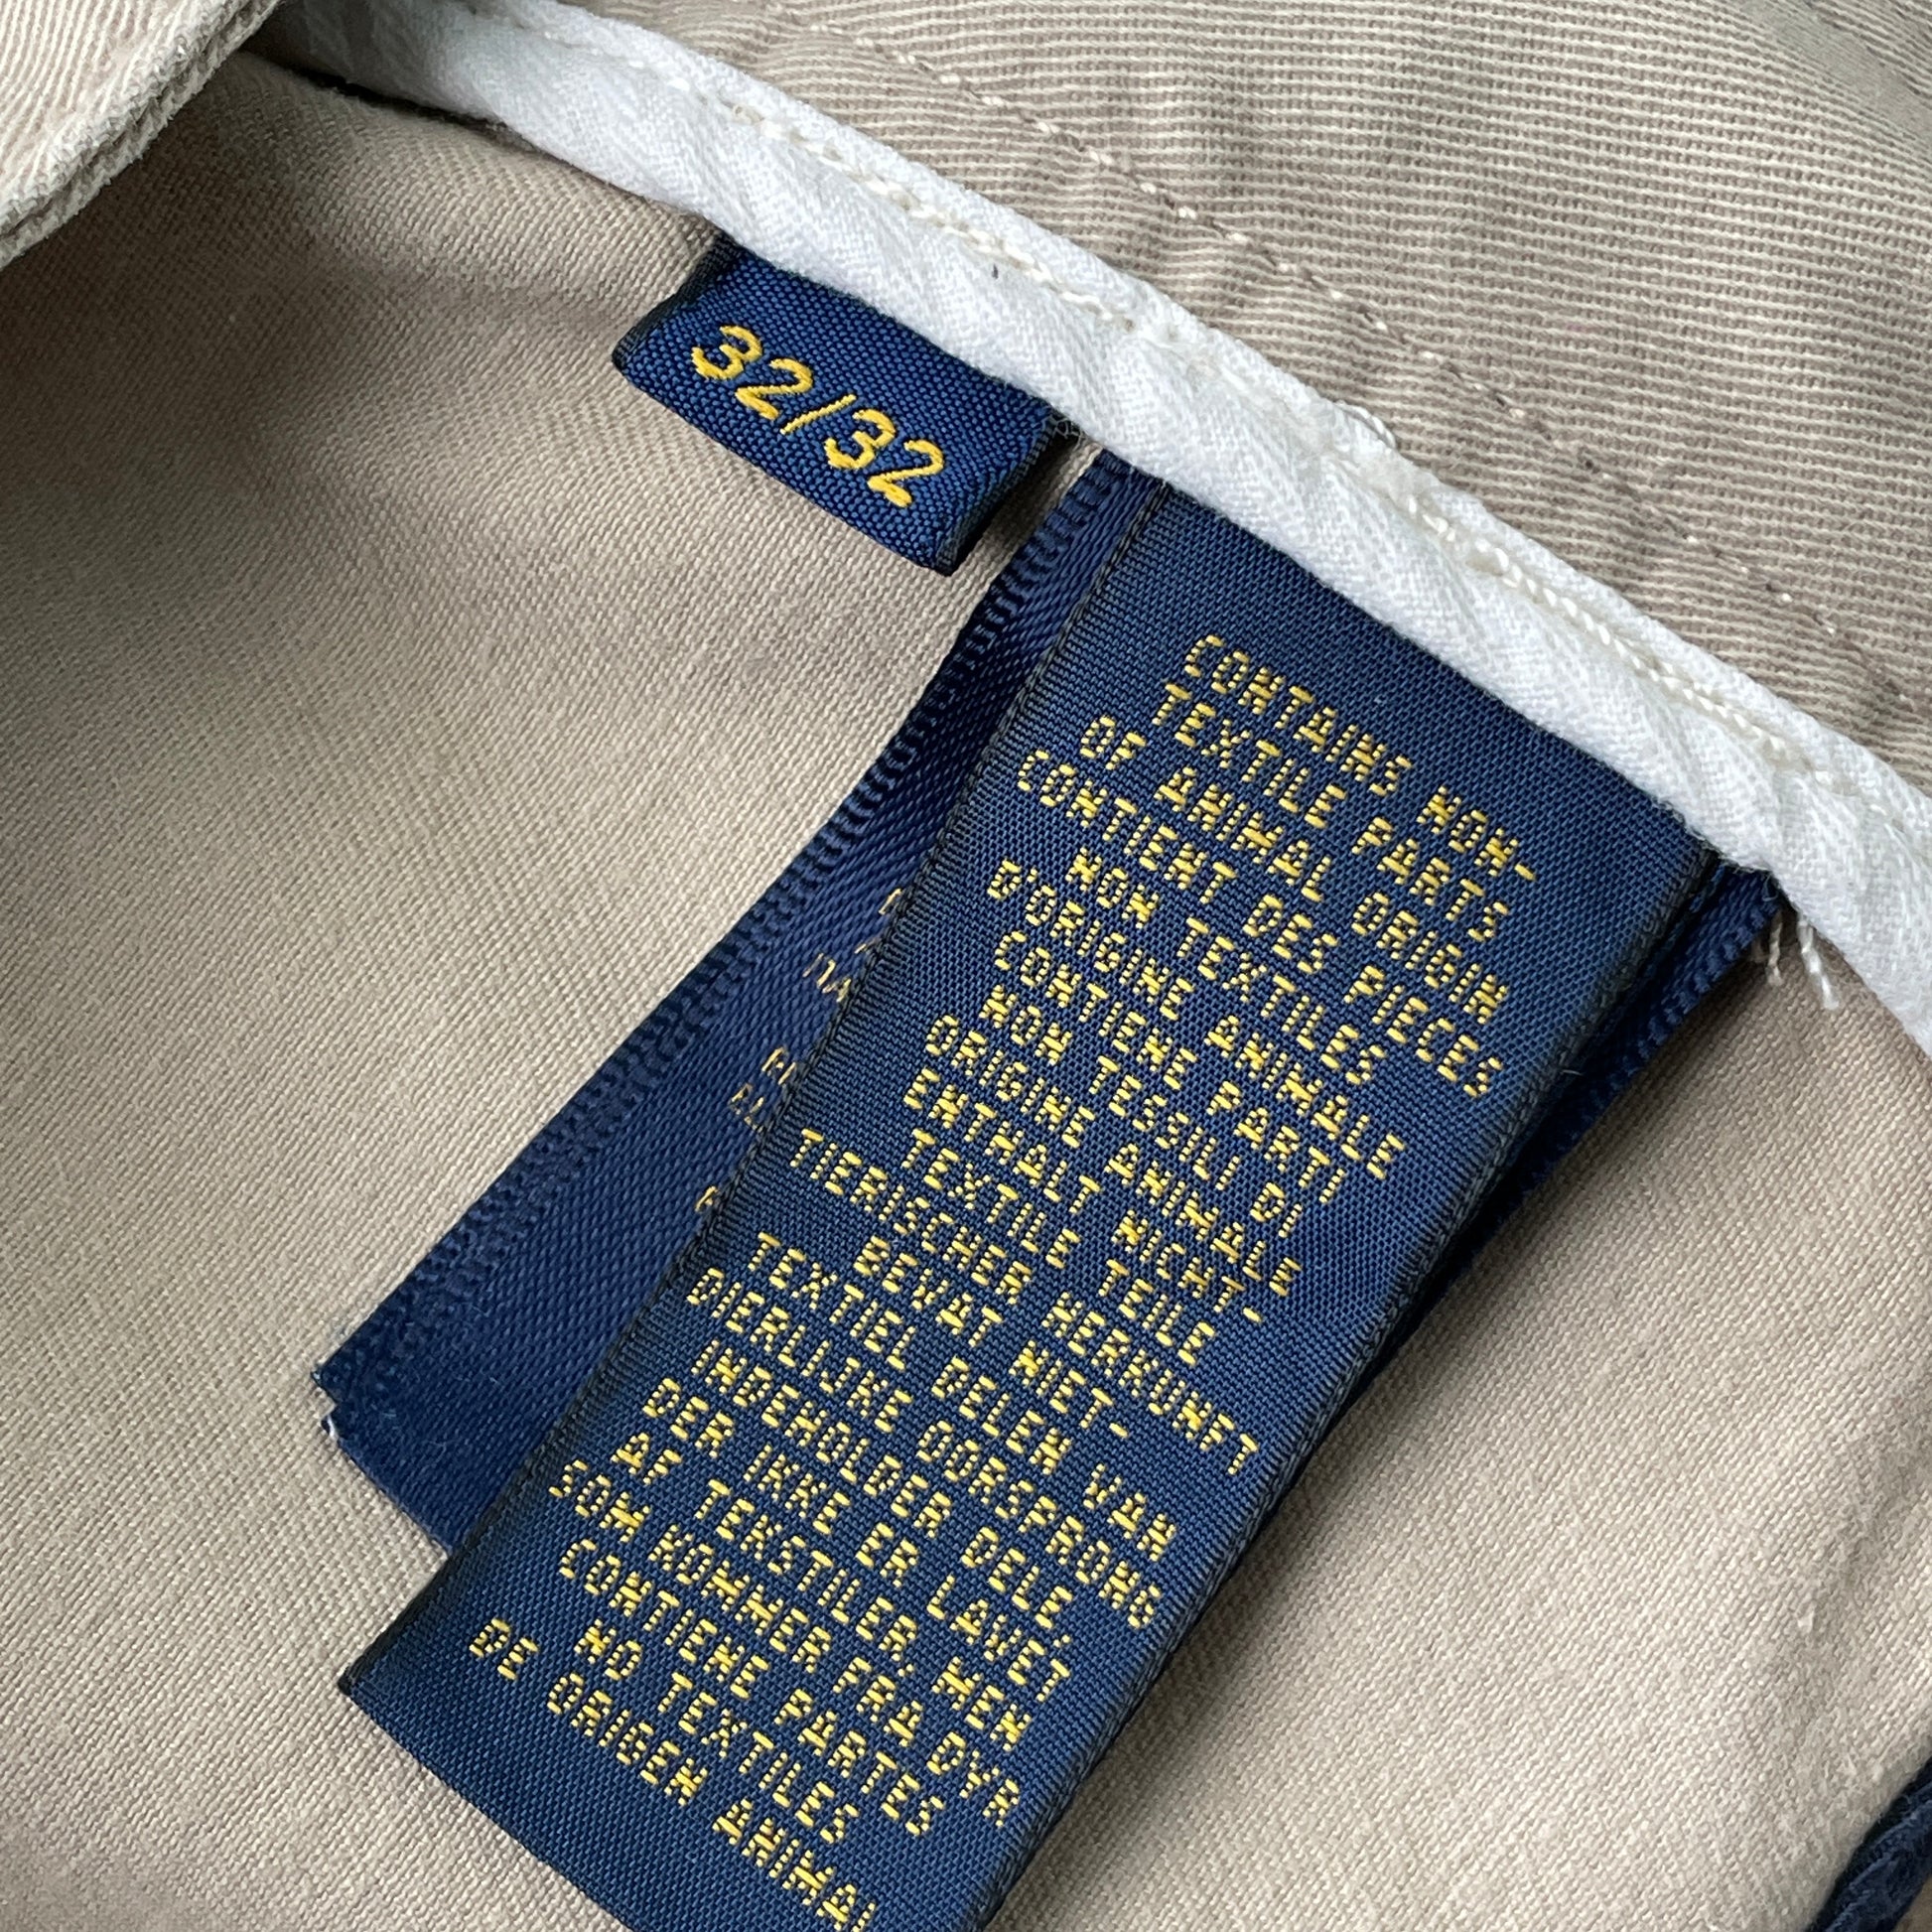 32/32
CONTAINS NON-
TEXTILE PARTS
OF ANIMAL ORIGIN
CONTIENT DES PIECES
NON TEXTILES
D'ORIGINE ANIMALE
CONTIENE PARTI
NON TESSILI DI
ORIGINE ANIMALE
ENTHALT NICHT-
TEXTILE TEILE
TIERISCHER HERKUNFT
BEVAT NIET-
TEXTIEL DELEN VAN
DIERLIJKE OORSPRONG
INDEHOLDER DELE,
DER IKKE ER LAVET
AF TEKSTILER, MEN
SOM KOMMER FRA DYR
CONTIENE PARTES
NO TEXTILES
DE ORIGEN ANIMAL